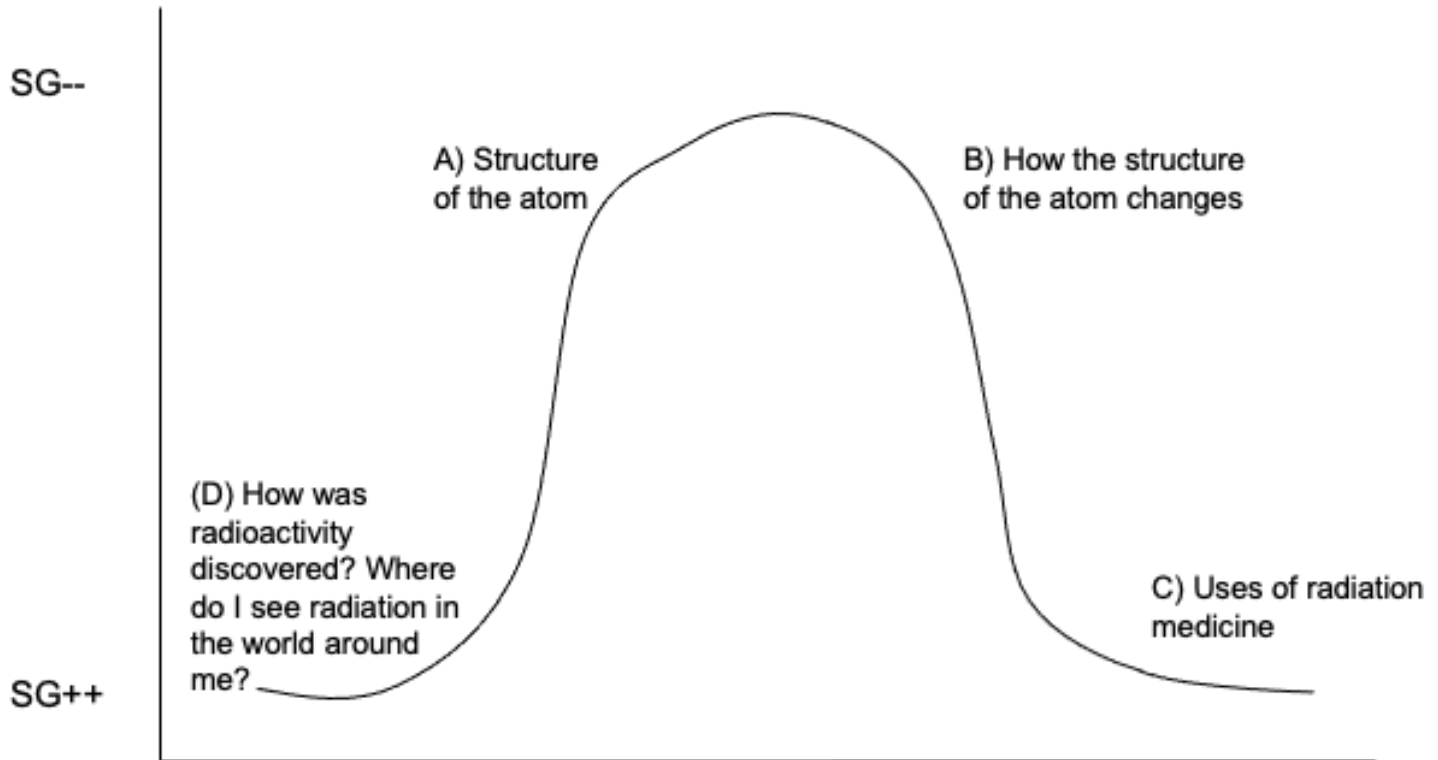 SG--
A) Structure
of the atom
B) How the structure
of the atom changes
(D) How was
radioactivity
discovered? Where
do I see radiation in
the world around
me?
C) Uses of radiation
medicine
SG++